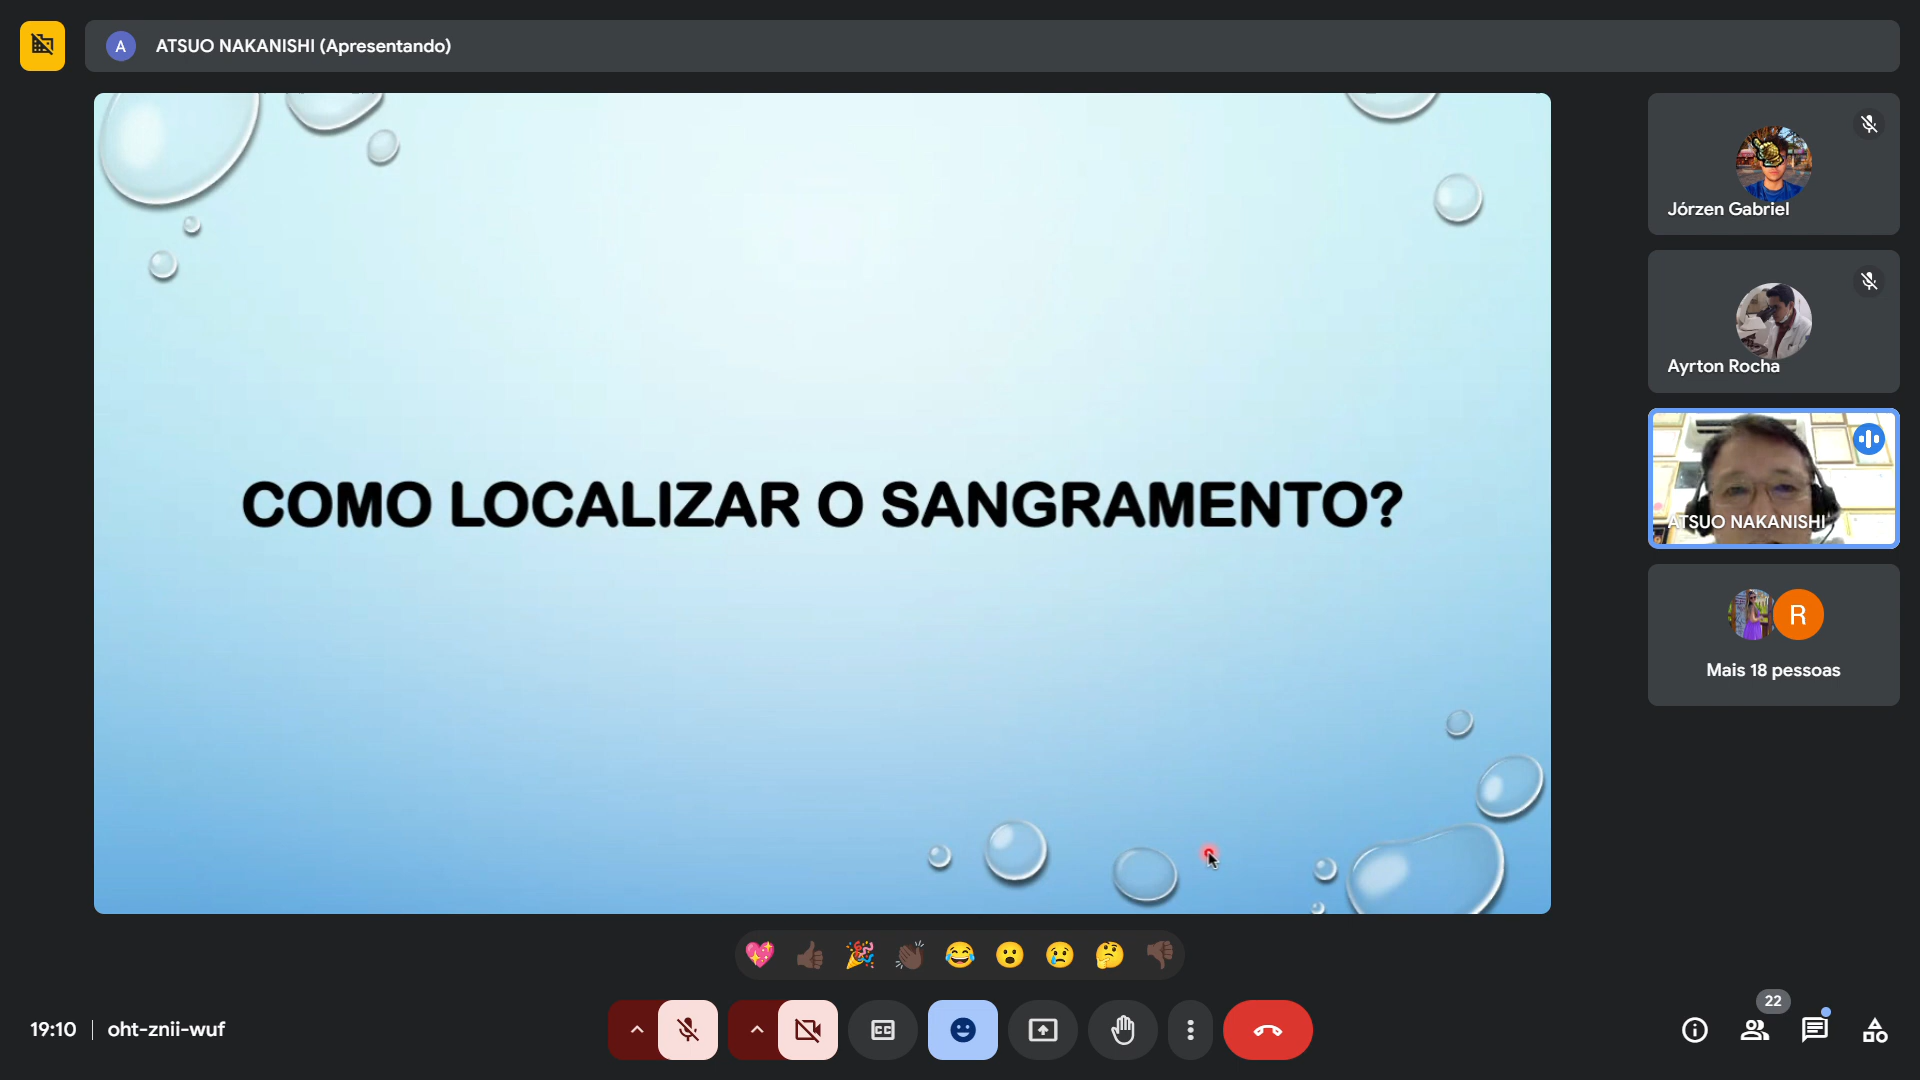 A ATSUO NAKANISHI (Apresentando)
COMO LOCALIZAR O SANGRAMENTO?
Jórzen Gabriel
Ayrton Rocha
ATSUO NAKANISHI
R
Mais 18 pessoas
19:10 | oht-znii-wuf
CC
22